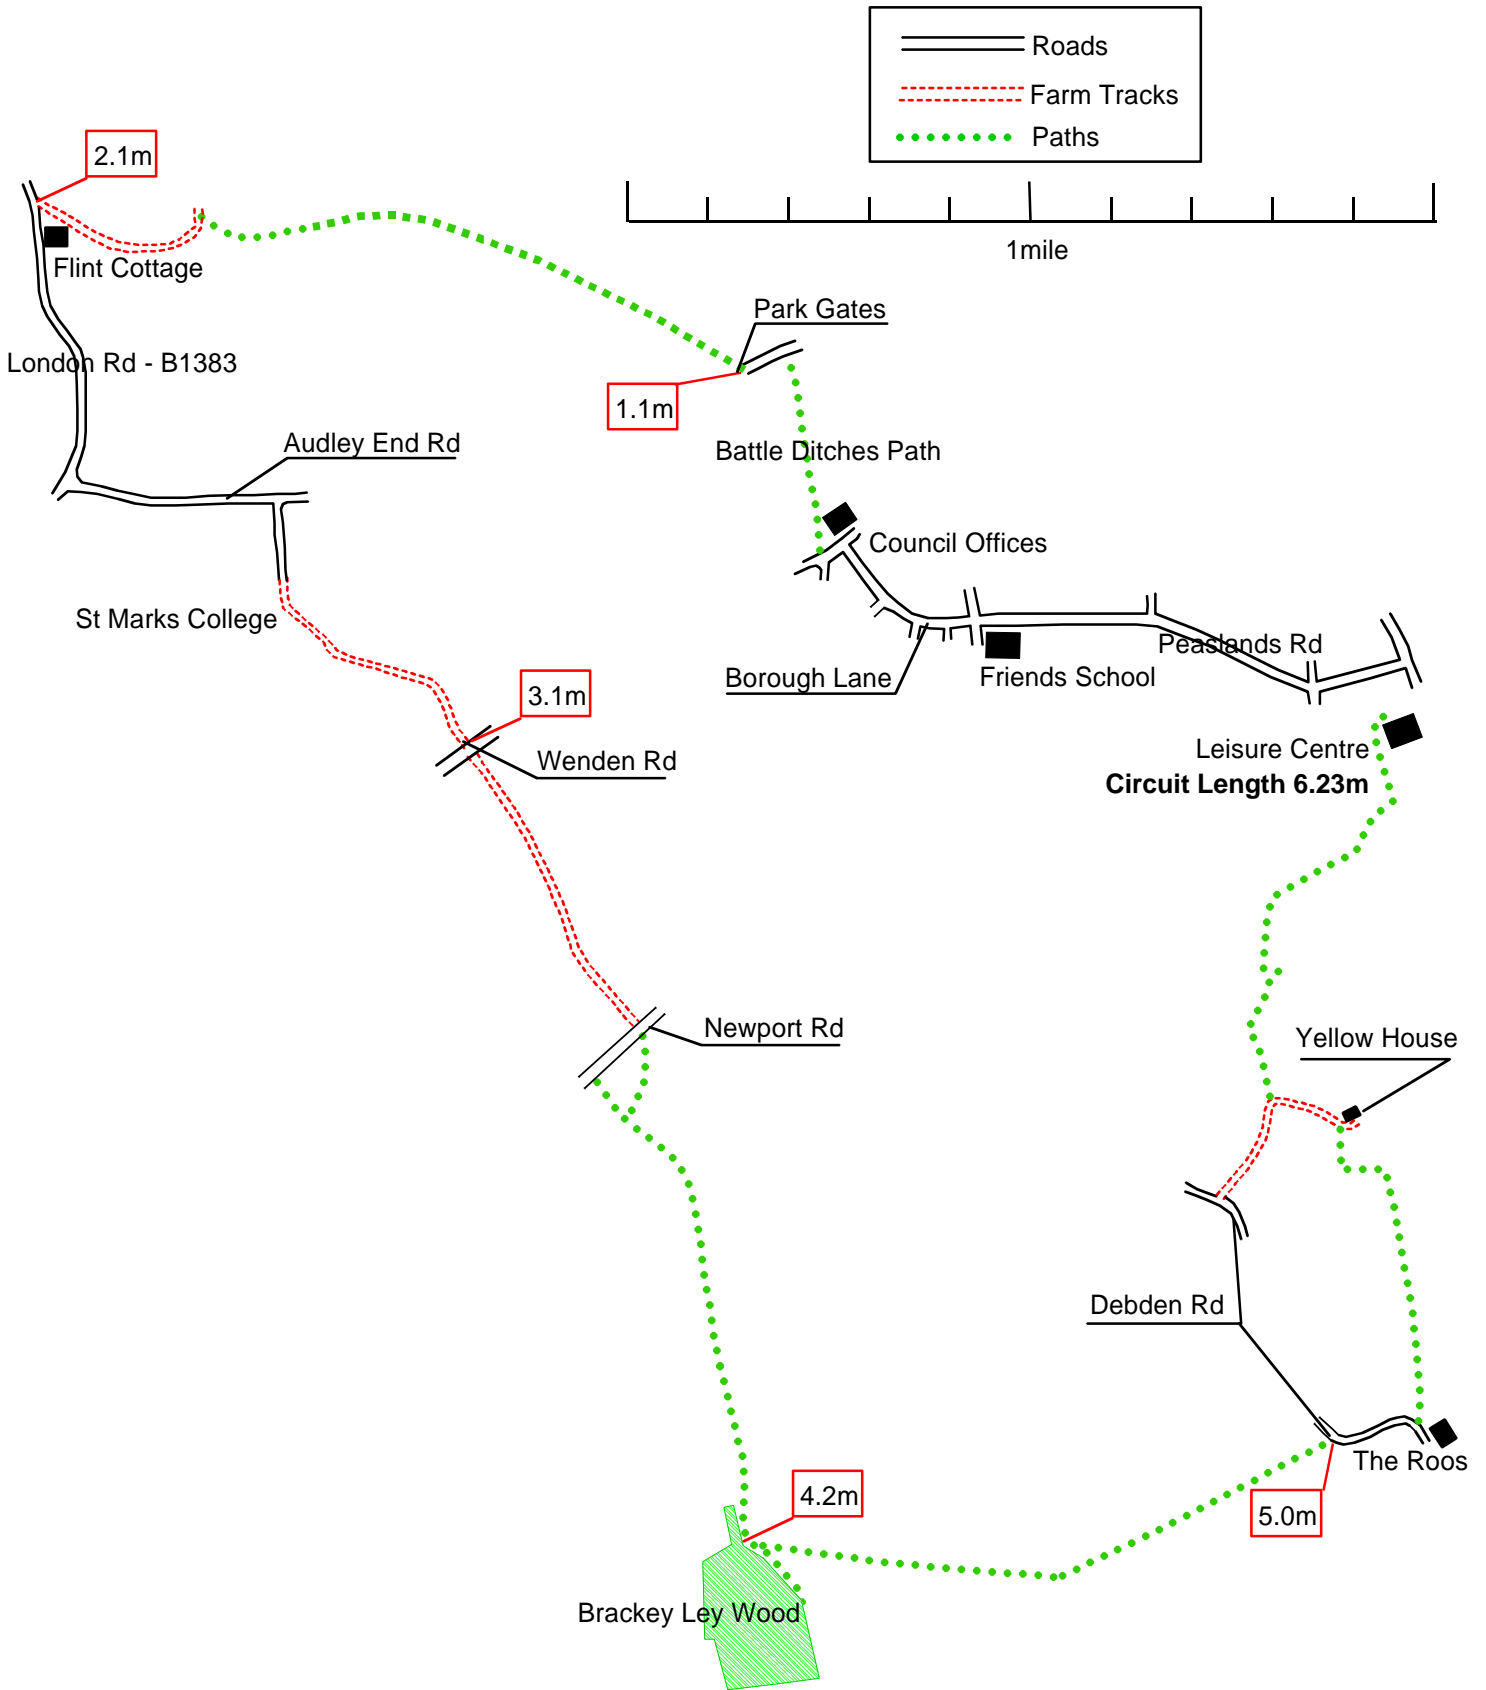 Roads
Farm Tracks
Paths
2.1m
1mile
Flint Cottage
Park Gates
London Rd - B1383
1.1m
Audley End Rd
Battle Ditches Path
Council Offices
St Marks College
Peaslands Rd
Borough Lane
Friends School
3.1m
Wenden Rd
Leisure Centre
Circuit Length 6.23m
Newport Rd
Yellow House
Debden Rd
The Roos
4.2m
5.0m
Brackey Ley Wood